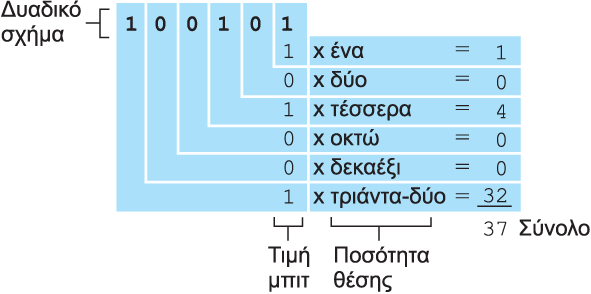 Δυαδικό
σχήμα
1 0 0 1 0 1
1 x ένα = 1
0 x δύο = 0
1 x τέσσερα = 4
0 x οκτώ = 0
0 x δεκαέξι = 0
1 x τριάντα-δύο = 32
37 Σύνολο
Τιμή
μπιτ
Ποσότητα
θέσης